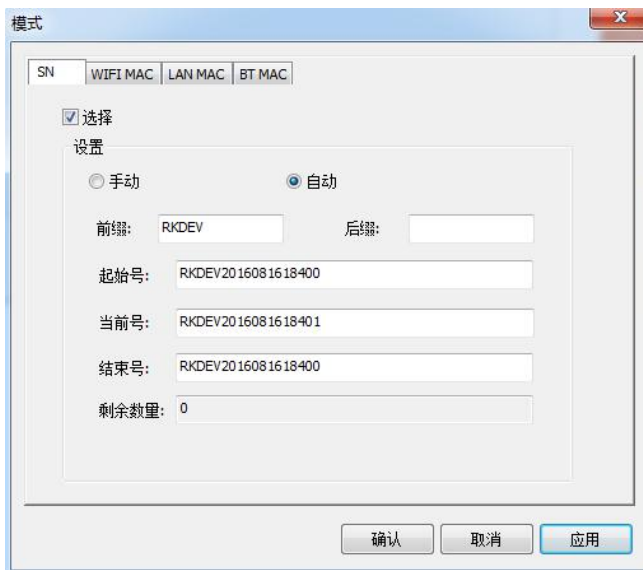 模式
SN WIFI MAC LAN MAC BT MAC
选择
设置
手动 自动
前缀: RKDEV 后缀:
起始号: RKDEV2016081618400
当前号: RKDEV2016081618401
结束号: RKDEV2016081618400
剩余数量: 0
确认 取消 应用